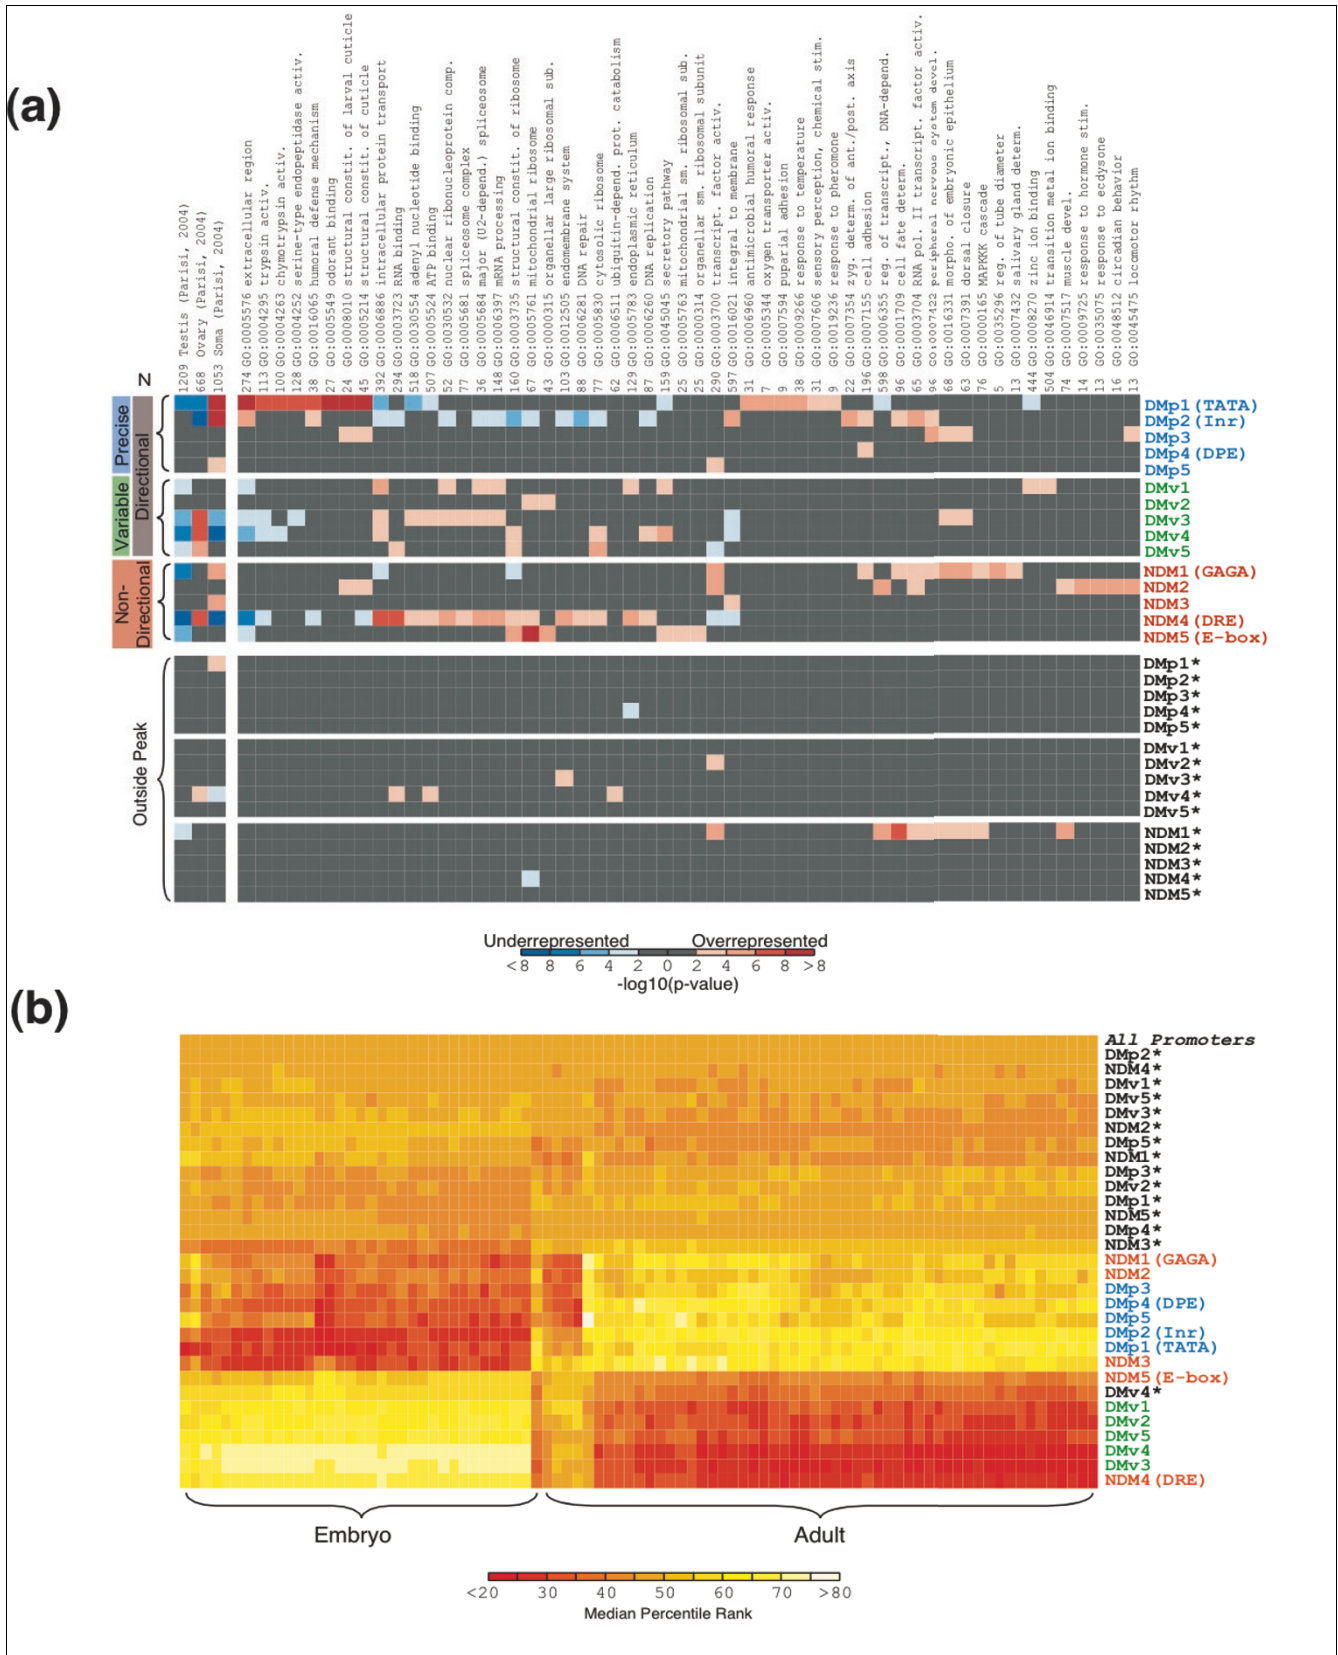 (a)
N
1209 Testis (Parisi, 2004)
668 Ovary (Parisi, 2004)
1053 Soma (Parisi, 2004)
274 GO:0005576 extracellular region
113 GO:0004295 trypsin activ.
100 GO:0004263 chymotrypsin activ.
128 GO:0004252 serine-type endopeptidase activ.
38 GO:0016065 humoral defense mechanism
27 GO:0005549 odorant binding
24 GO:0008010 structural constit. of larval cuticle
45 GO:0005214 structural constit. of cuticle
392 GO:0006886 intracellular protein transport
294 GO:0003723 RNA binding
518 GO:0030554 adenyl nucleotide binding
507 GO:0005524 ATP binding
52 GO:0030532 nuclear ribonucleoprotein comp.
77 GO:0005681 spliceosome complex
36 GO:0005684 major (U2-depend.) spliceosome
148 GO:0006397 mRNA processing
160 GO:0003735 structural constit. of ribosome
67 GO:0005761 mitochondrial ribosome
43 GO:0000315 organellar large ribosomal sub.
103 GO:0012505 endomembrane system
88 GO:0006281 DNA repair
77 GO:0005830 cytosolic ribosome
62 GO:0006511 ubiquitin-depend. prot. catabolism
129 GO:0005783 endoplasmic reticulum
87 GO:0006260 DNA replication
159 GO:0045045 secretory pathway
25 GO:0005763 mitochondrial sm. ribosomal sub.
25 GO:0000314 organellar sm. ribosomal subunit
290 GO:0003700 transcript. factor activ.
597 GO:0016021 integral to membrane
31 GO:0006960 antimicrobial humoral response
7 GO:0005344 oxygen transporter activ.
9 GO:0007594 puparial adhesion
38 GO:0009266 response to temperature
31 GO:0007606 sensory perception, chemical stim.
9 GO:0019236 response to pheromone
22 GO:0007354 zyg. determ. of ant./post. axis
196 GO:0007155 cell adhesion
598 GO:0006355 reg. of transcript., DNA-depend.
96 GO:0001709 cell fate determ.
65 GO:0003704 RNA pol. II transcript. factor activ.
96 GO:0007422 peripheral nervous system devel.
68 GO:0016331 morpho. of embryonic epithelium
63 GO:0007391 dorsal closure
76 GO:0000165 MAPKKK cascade
5 GO:0035296 reg. of tube diameter
13 GO:0007432 salivary gland determ.
444 GO:0008270 zinc ion binding
504 GO:0046914 transition metal ion binding
74 GO:0007517 muscle devel.
14 GO:0009725 response to hormone stim.
13 GO:0035075 response to ecdysone
16 GO:0048512 circadian behavior
13 GO:0045475 locomotor rhythm
Precise
Variable
Directional
Non-
Directional
Outside Peak
DMp1(TATA)
DMp2(Inr)
DMp3
DMp4(DPE)
DMp5
DMv1
DMv2
DMv3
DMv4
DMv5
NDM1(GAGA)
NDM2
NDM3
NDM4(DRE)
NDM5(E-box)
DMp1*
DMp2*
DMp3*
DMp4*
DMp5*
DMv1*
DMv2*
DMv3*
DMv4*
DMv5*
NDM1*
NDM2*
NDM3*
NDM4*
NDM5*
Underrepresented Overrepresented
<8 8 6 4 2 0 2 4 6 8 >8
-log10(p-value)
(b)
All Promoters
DMp2*
NDM4*
DMv1*
DMv5*
DMv3*
NDM2*
DMp5*
NDM1*
DMp3*
DMv2*
DMp1*
NDM5*
DMp4*
NDM3*
NDM1(GAGA)
NDM2
DMp3
DMp4(DPE)
DMp5
DMp2(Inr)
DMp1(TATA)
NDM3
NDM5(E-box)
DMv4*
DMv1
DMv2
DMv5
DMv4
DMv3
NDM4(DRE)
Embryo Adult
<20 30 40 50 60 70 >80
Median Percentile Rank